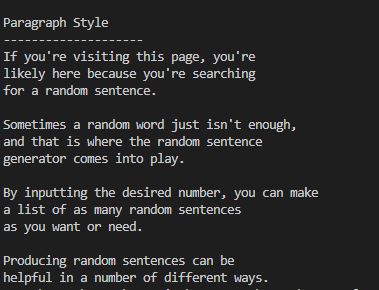 Paragraph Style
--------------------
If you're visiting this page, you're
likely here because you're searching
for a random sentence.

Sometimes a random word just isn't enough,
and that is where the random sentence
generator comes into play.

By inputting the desired number, you can make
a list of as many random sentences
as you want or need.

Producing random sentences can be
helpful in a number of different ways.